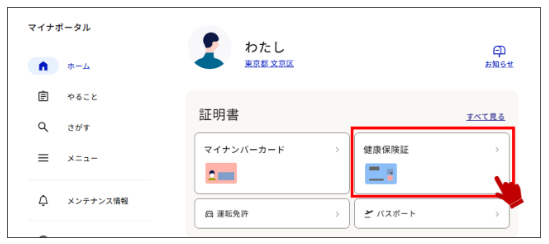 マイナポータル
わたし
東京都 文京区
お知らせ
ホーム
やること
さがす
メニュー
メンテナンス情報
証明書
すべて見る
マイナンバーカード
健康保険証
運転免許
パスポート